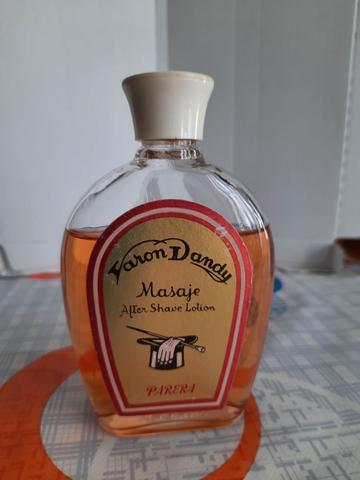 Varon Dandy
Masaje
After Shave Lotion
PARERA